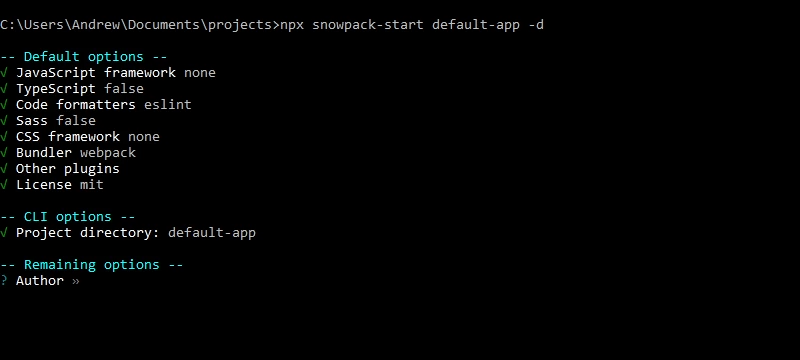 C:\Users\Andrew\Documents\projects>npx snowpack-start default-app -d
-- Default options --
√ JavaScript framework none
√ TypeScript false
√ Code formatters eslint
√ Sass false
√ CSS framework none
√ Bundler webpack
√ Other plugins
√ License mit
-- CLI options --
√ Project directory: default-app
-- Remaining options --
? Author »